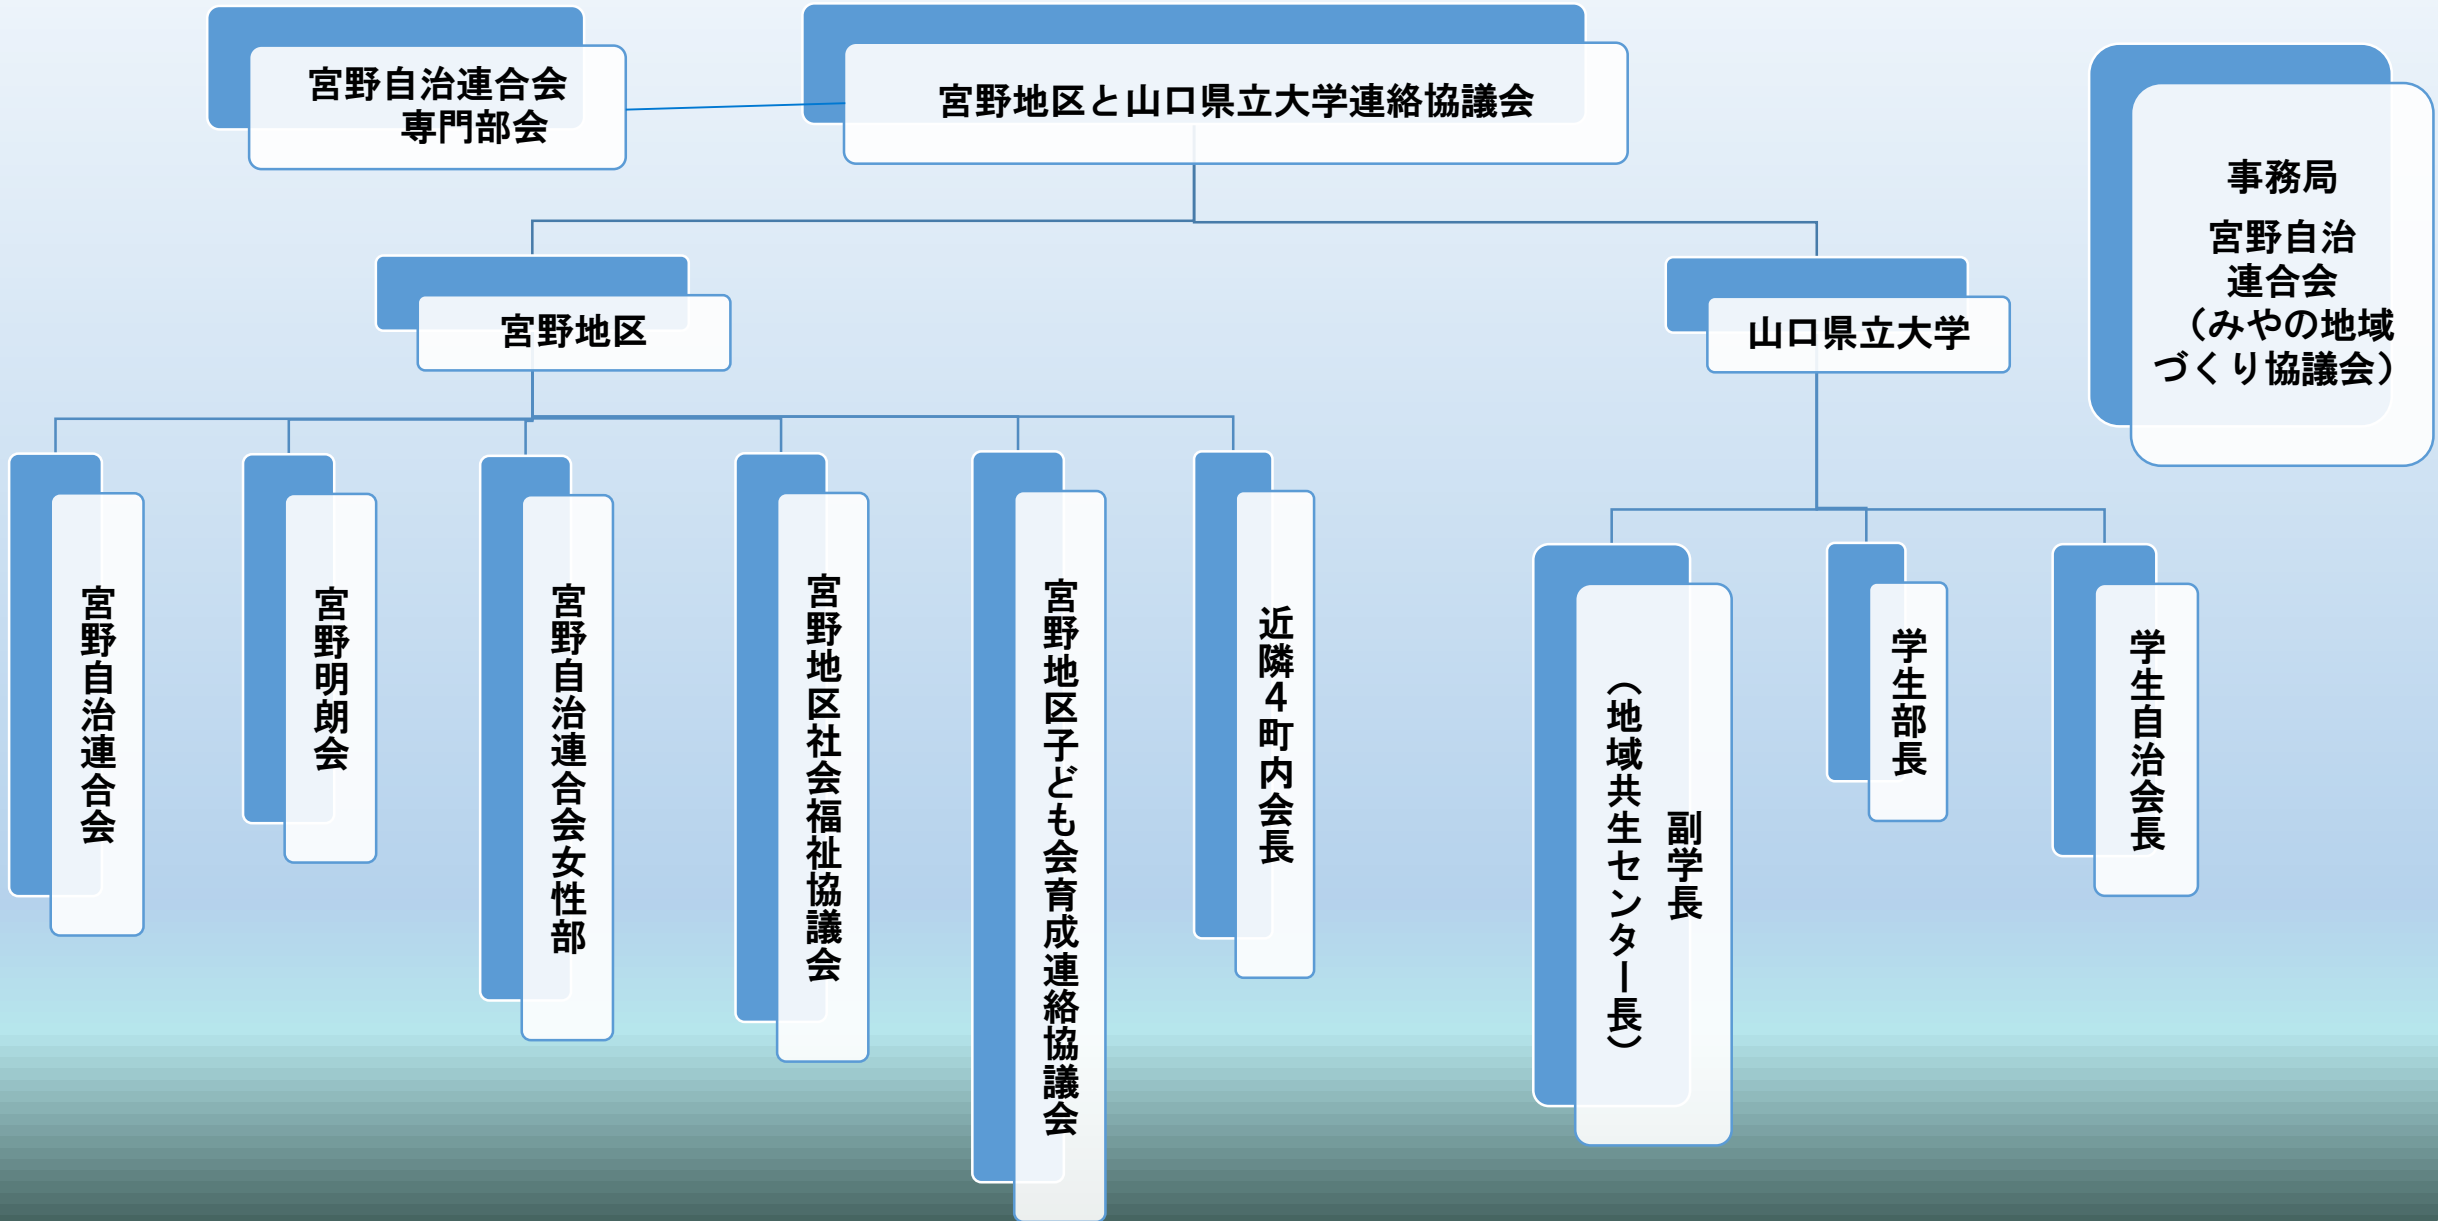 宮野自治連合会
専門部会
宮野地区と山口県立大学連絡協議会
事務局
宮野自治
連合会
（みやの地域
づくり協議会）
宮野地区
山口県立大学
宮野自治連合会
宮野明朗会
宮野自治連合会女性部
宮野地区社会福祉協議会
宮野地区子ども会育成連絡協議会
近隣４町内会長
副学長
（地域共生センター長）
学生部長
学生自治会長